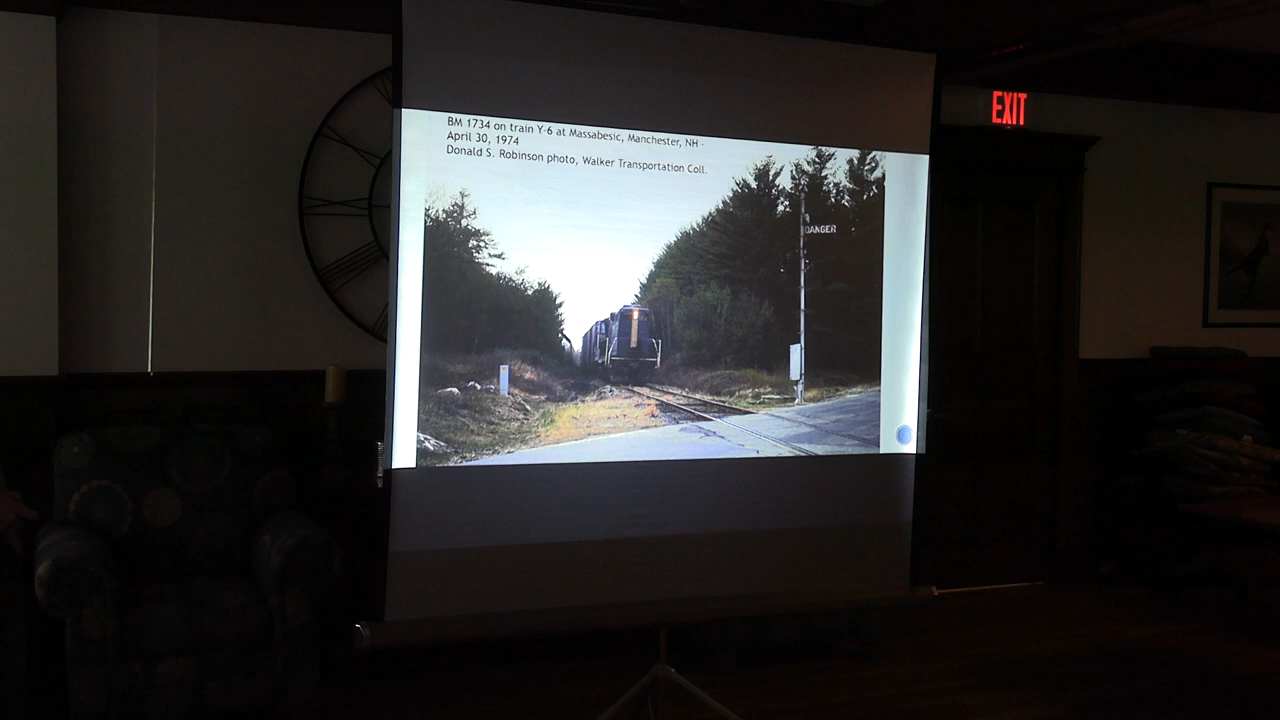 BM 1734 on train Y-6 at Massabesic, Manchester, NH -
April 30, 1974
Donald S. Robinson photo, Walker Transportation Coll.
DANGER
EXIT